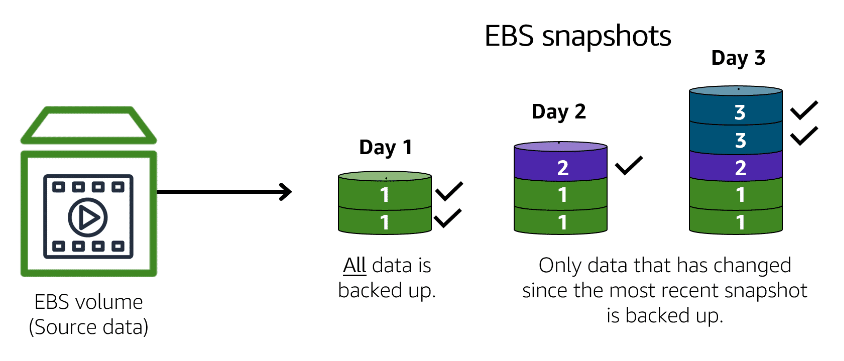 EBS snapshots
Day 1
Day 2
Day 3
1
1
2
1
1
3
3
2
1
1
EBS volume
(Source data)
All data is
backed up.
Only data that has changed
since the most recent snapshot
is backed up.